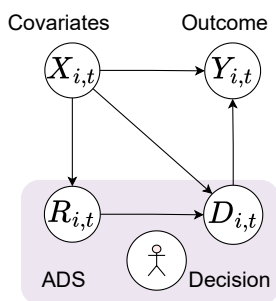 Covariates Outcome
X_{i,t} Y_{i,t}
R_{i,t} D_{i,t}
ADS Decision